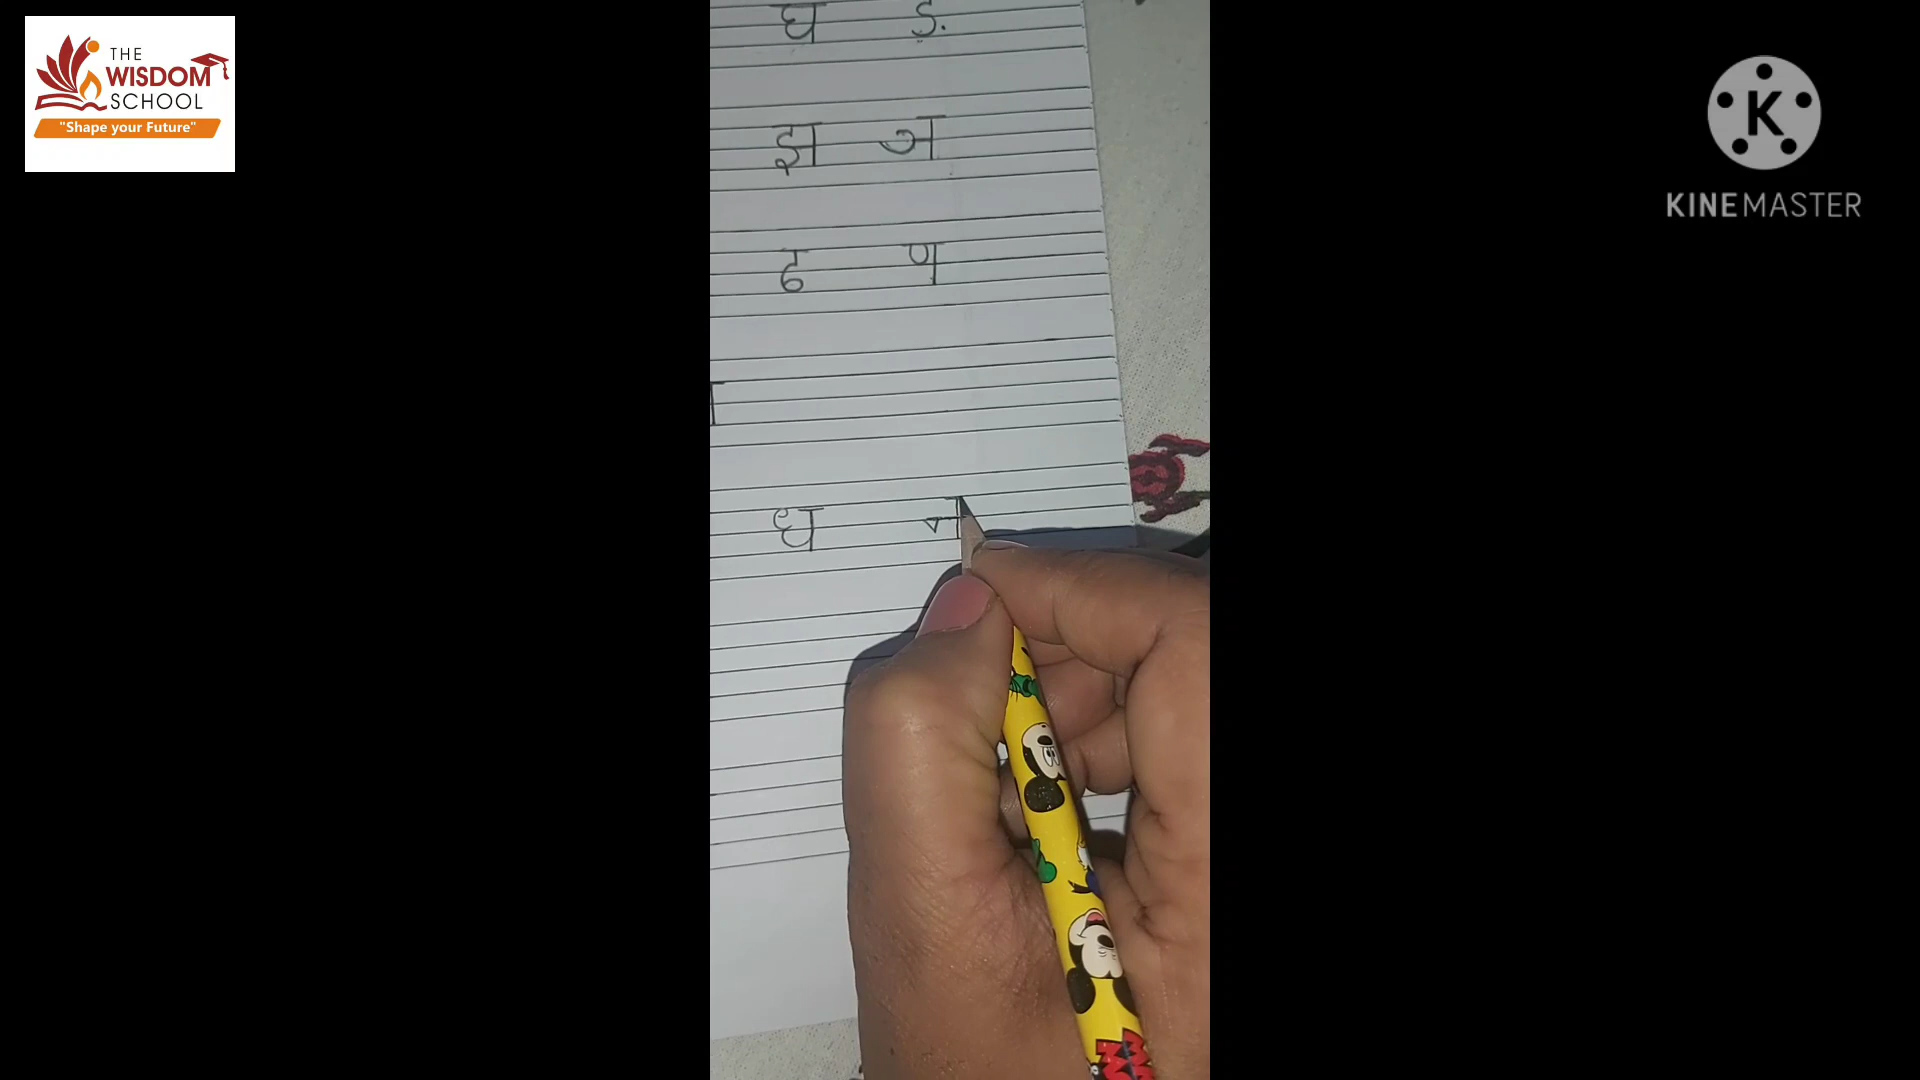 THE
WISDOM
SCHOOL
"Shape your Future"
KINEMASTER
घ ङ
झ ञ
ढ ण
ध न